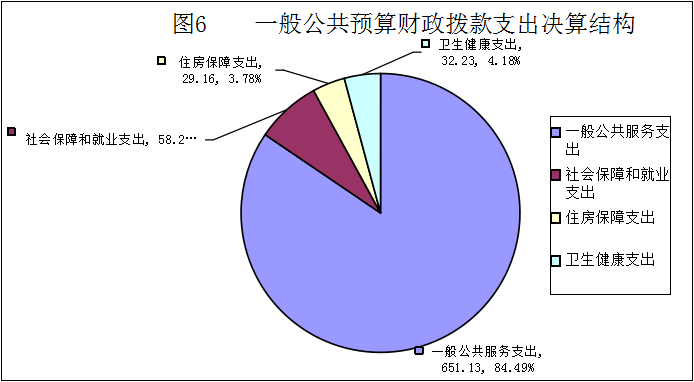 图6 一般公共预算财政拨款支出决算结构
卫生健康支出,
32.23, 4.18%
住房保障支出,
29.16, 3.78%
社会保障和就业支出, 58.2…
一般公共服务支出,
651.13, 84.49%
一般公共服务支
出
社会保障和就业
支出
住房保障支出
卫生健康支出